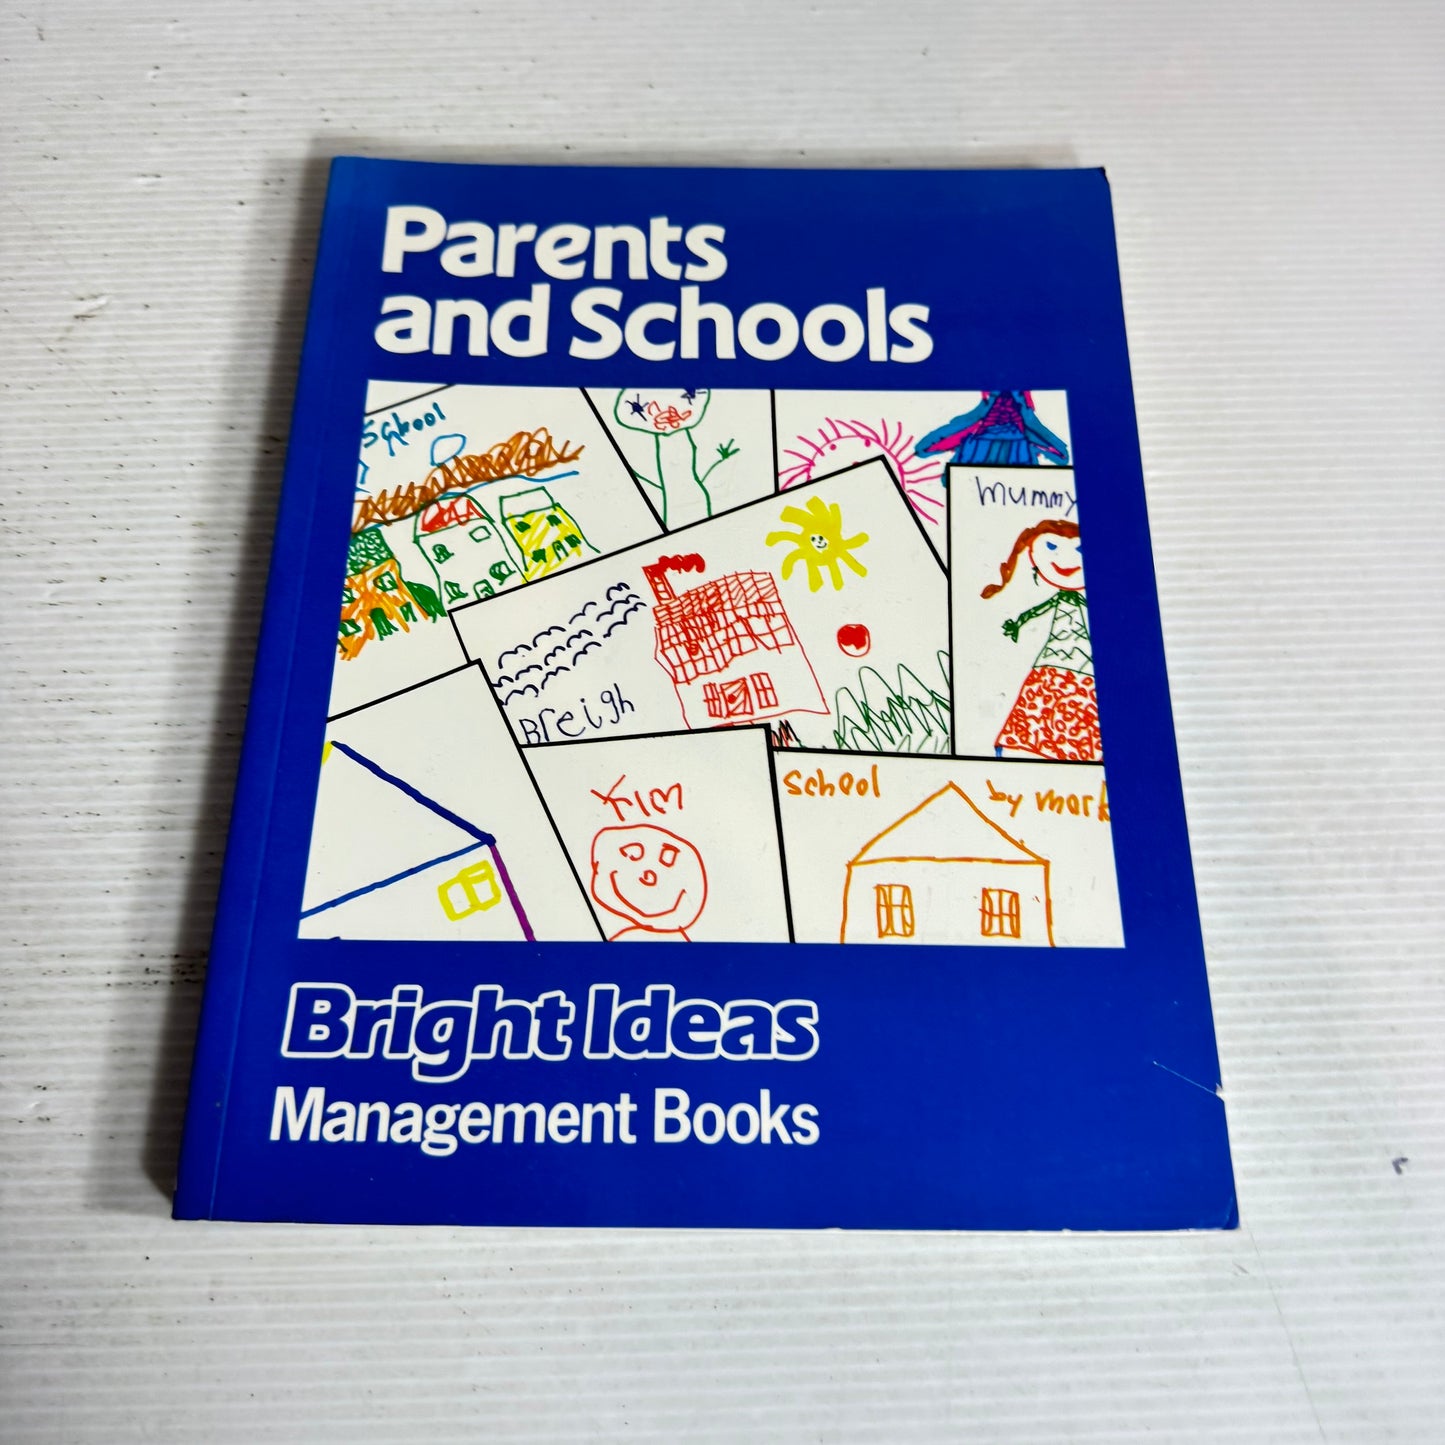 Parents
and Schools
School
Mummy
Breigh
Kim
School by mark
Bright Ideas
Management Books